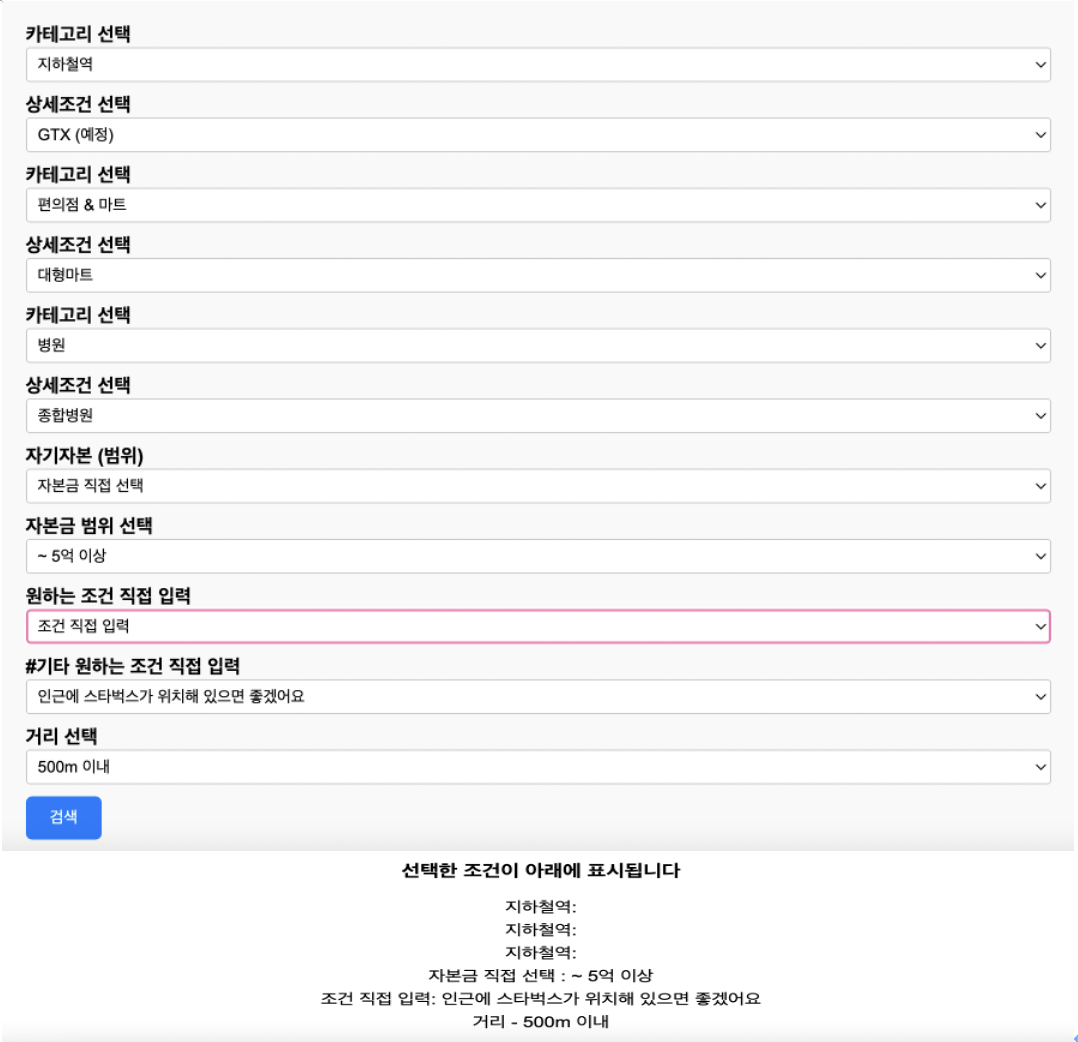 카테고리 선택
지하철역
상세조건 선택
GTX (예정)
카테고리 선택
편의점 & 마트
상세조건 선택
대형마트
카테고리 선택
병원
상세조건 선택
종합병원
자기자본 (범위)
자본금 직접 선택
자본금 범위 선택
~ 5억 이상
원하는 조건 직접 입력
조건 직접 입력
#기타 원하는 조건 직접 입력
인근에 스타벅스가 위치해 있으면 좋겠어요
거리 선택
500m 이내
검색
선택한 조건이 아래에 표시됩니다
지하철역:
지하철역:
지하철역:
자본금 직접 선택 : ~ 5억 이상
조건 직접 입력: 인근에 스타벅스가 위치해 있으면 좋겠어요
거리 - 500m 이내